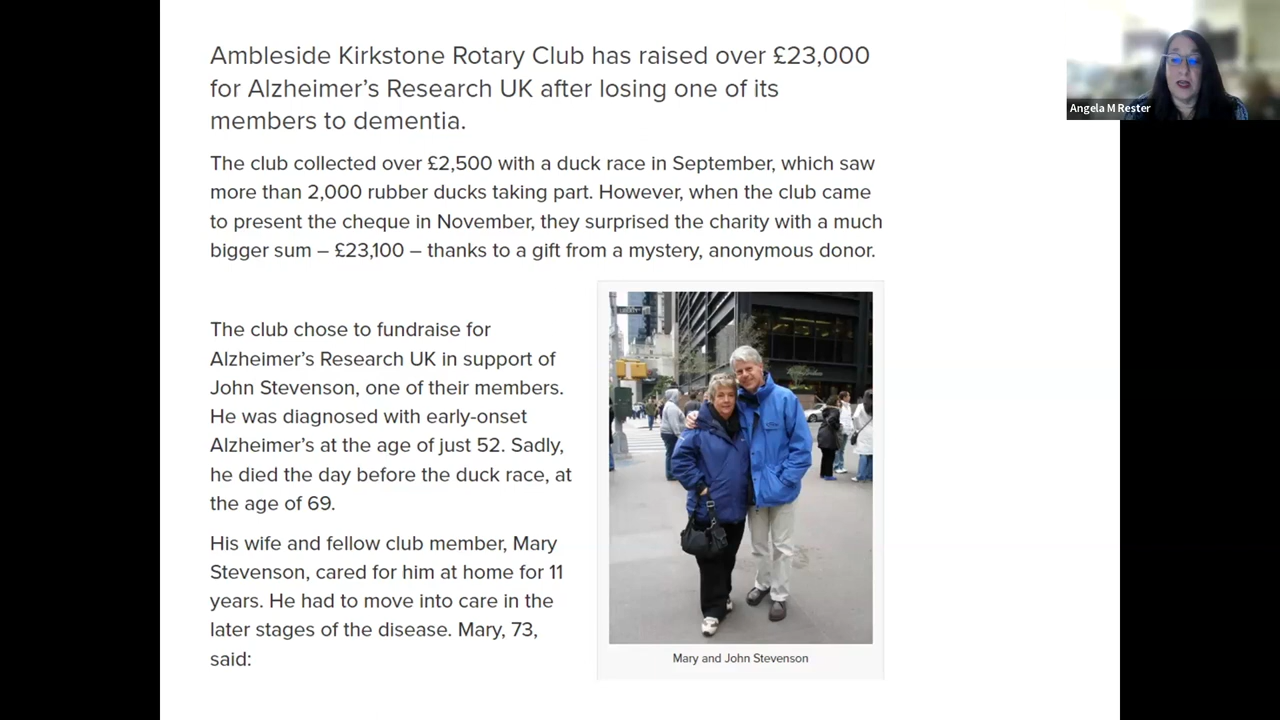 Ambleside Kirkstone Rotary Club has raised over £23,000
for Alzheimer’s Research UK after losing one of its
members to dementia.
The club collected over £2,500 with a duck race in September, which saw
more than 2,000 rubber ducks taking part. However, when the club came
to present the cheque in November, they surprised the charity with a much
bigger sum – £23,100 – thanks to a gift from a mystery, anonymous donor.
The club chose to fundraise for
Alzheimer’s Research UK in support of
John Stevenson, one of their members.
He was diagnosed with early-onset
Alzheimer’s at the age of just 52. Sadly,
he died the day before the duck race, at
the age of 69.
His wife and fellow club member, Mary
Stevenson, cared for him at home for 11
years. He had to move into care in the
later stages of the disease. Mary, 73,
said:
Mary and John Stevenson
Angela M Rester